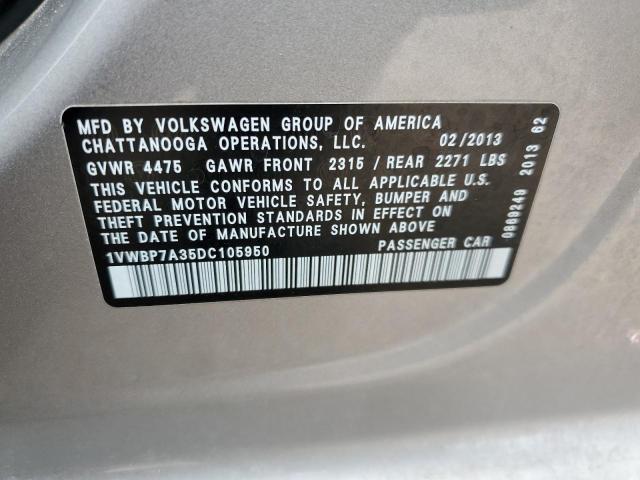 MFD BY VOLKSWAGEN GROUP OF AMERICA
CHATTANOOGA OPERATIONS, LLC. 02/2013
GVWR 4475 GAWR FRONT 2315 / REAR 2271 LBS
THIS VEHICLE CONFORMS TO ALL APPLICABLE U.S.
FEDERAL MOTOR VEHICLE SAFETY, BUMPER AND
THEFT PREVENTION STANDARDS IN EFFECT ON
THE DATE OF MANUFACTURE SHOWN ABOVE
1VWBP7A35DC105950 PASSENGER CAR
0869249 2013 62